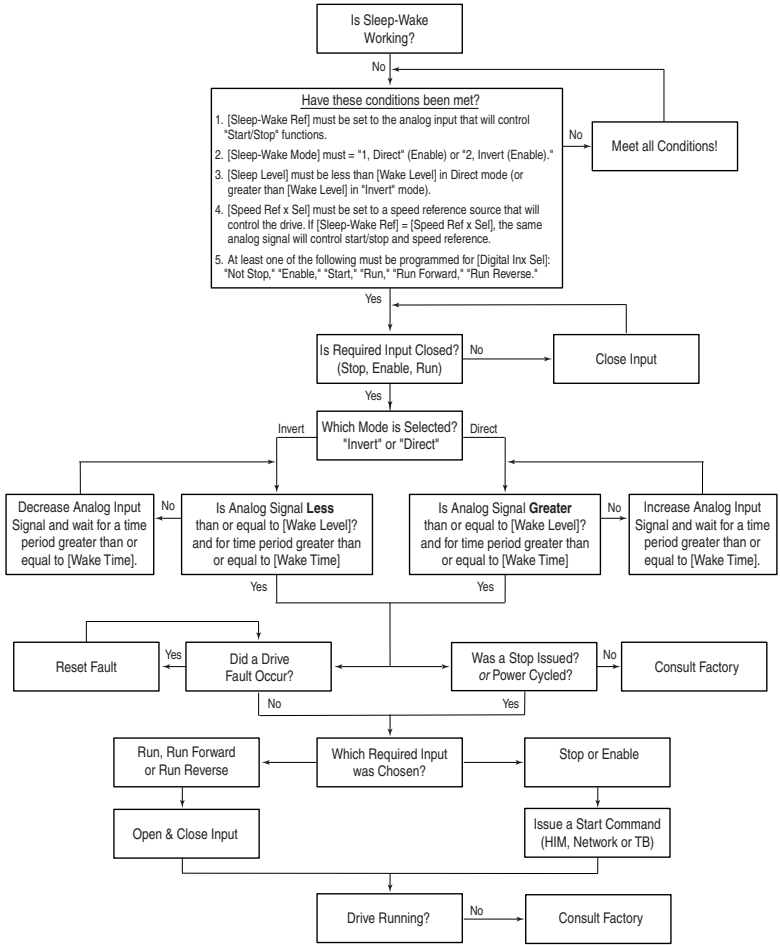 Is Sleep-Wake
Working?
No
Have these conditions been met?
1. [Sleep-Wake Ref] must be set to the analog input that will control
"Start/Stop" functions.
2. [Sleep-Wake Mode] must = "1, Direct" (Enable) or "2, Invert (Enable)."
3. [Sleep Level] must be less than [Wake Level] in Direct mode (or
greater than [Wake Level] in "Invert" mode).
4. [Speed Ref x Sel] must be set to a speed reference source that will
control the drive. If [Sleep-Wake Ref] = [Speed Ref x Sel], the same
analog signal will control start/stop and speed reference.
5. At least one of the following must be programmed for [Digital Inx Sel]:
"Not Stop," "Enable," "Start," "Run," "Run Forward," "Run Reverse."
No
Meet all Conditions!
Yes
Is Required Input Closed?
(Stop, Enable, Run)
No
Close Input
Yes
Which Mode is Selected?
"Invert" or "Direct"
Invert
Direct
Decrease Analog Input
Signal and wait for a time
period greater than or
equal to [Wake Time].
No
Is Analog Signal Less
than or equal to [Wake Level]?
and for time period greater than
or equal to [Wake Time]
Is Analog Signal Greater
than or equal to [Wake Level]?
and for time period greater than
or equal to [Wake Time]
No
Increase Analog Input
Signal and wait for a time
period greater than or
equal to [Wake Time].
Yes
Yes
Reset Fault
Yes
Did a Drive
Fault Occur?
Was a Stop Issued?
or Power Cycled?
No
Consult Factory
No
Yes
Run, Run Forward
or Run Reverse
Which Required Input
was Chosen?
Stop or Enable
Open & Close Input
Issue a Start Command
(HIM, Network or TB)
Drive Running?
No
Consult Factory